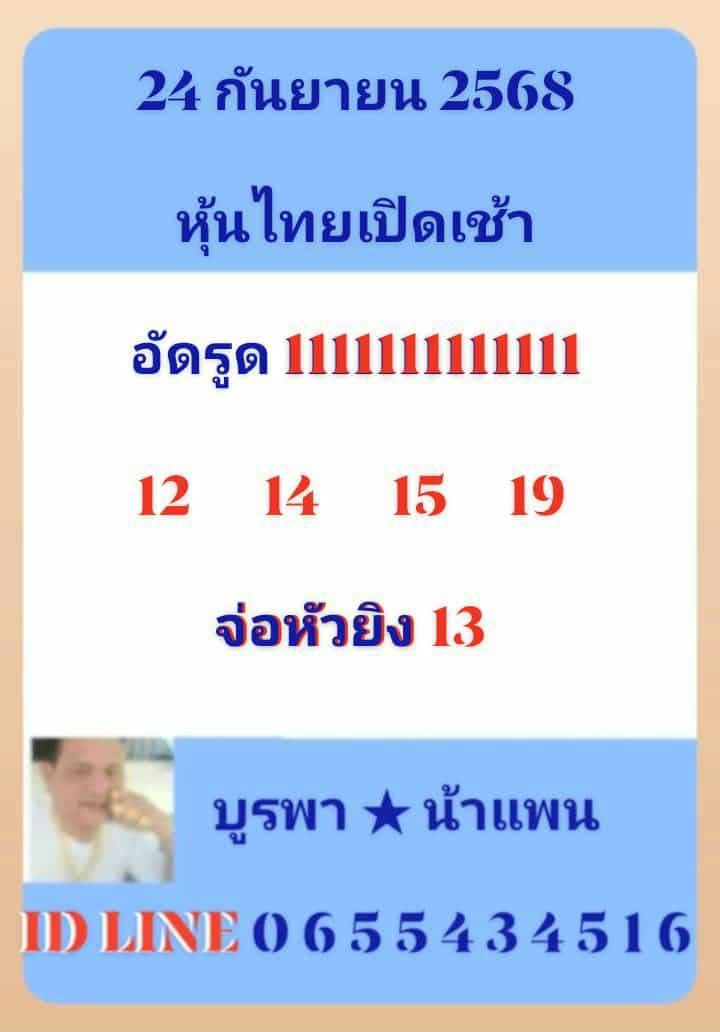 24 กันยายน 2568
หุ้นไทยเปิดเช้า
อัดรูด 1111111111111
12 14 15 19
จ่อหัวยิง 13
บูรพา ★ น้าแพน
ID LINE 0655434516